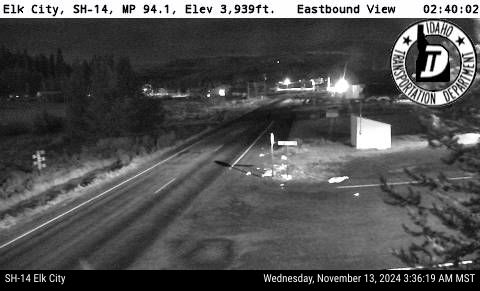 Elk City, SH-14, MP 94.1, Elev 3,939ft. Eastbound View 02:40:02
IDAHO
TRANSPORTATION DEPARTMENT
SH-14 Elk City Wednesday, November 13, 2024 3:36:19 AM MST